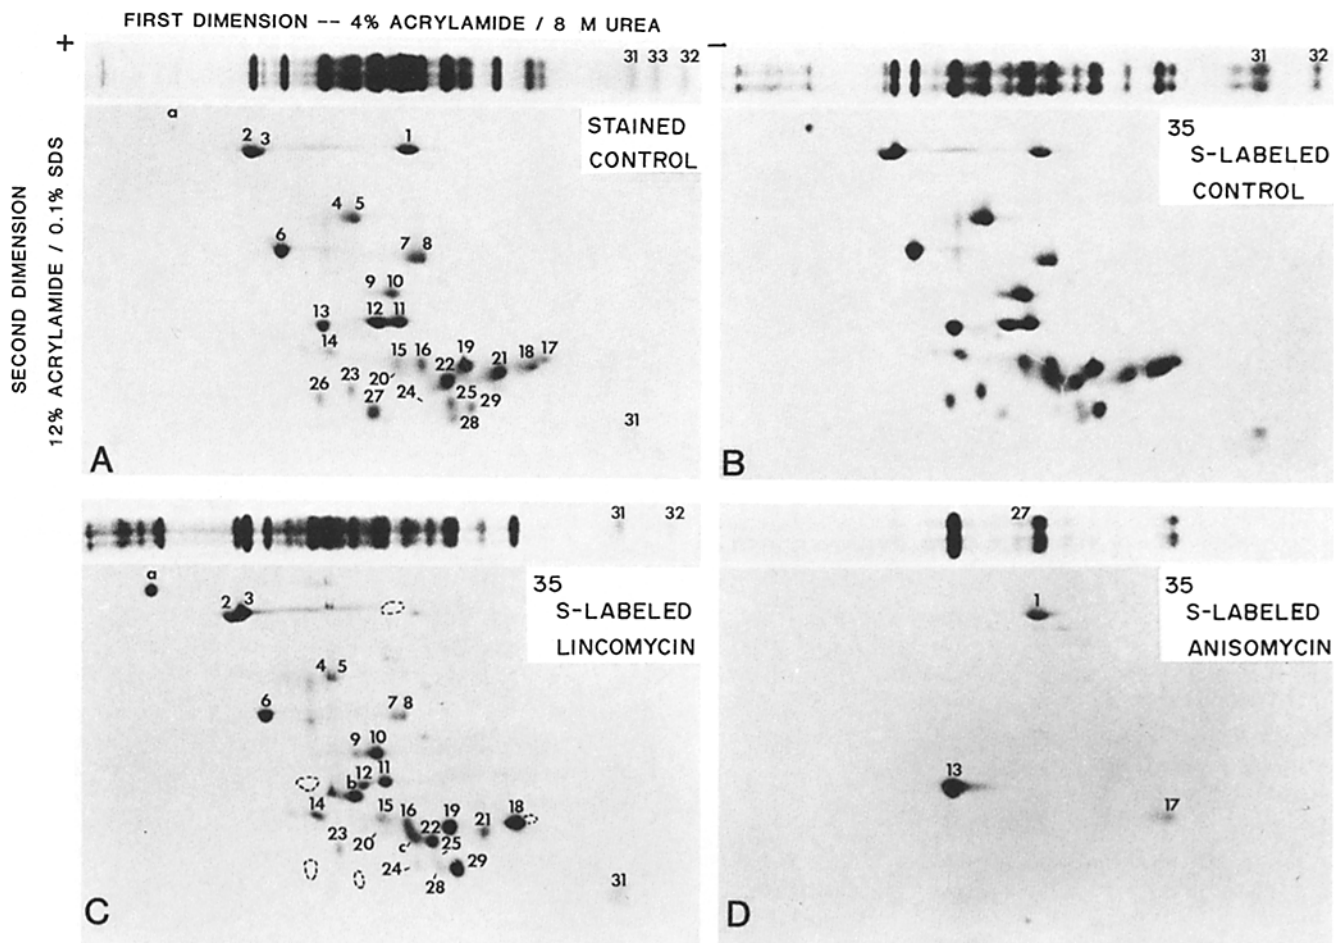 FIRST DIMENSION -- 4% ACRYLAMIDE / 8 M UREA
+
−
SECOND DIMENSION
12% ACRYLAMIDE / 0.1% SDS
31 33 32
a
2 3 1
STAINED
CONTROL
4 5
6 7 8
9 10
13 12 11
14
15 16 19 21 18 17
22
20
26 23 24 25 29
27
28
31
A
31 32
35
S-LABELED
CONTROL
B
31 32
a
2 3
35
S-LABELED
LINCOMYCIN
4 5
6 7 8
9 10
b 12 11
14 15 16 19 18
22 21
23 20 c 25
24 29
28
31
C
27
35
S-LABELED
ANISOMYCIN
1
13
17
D